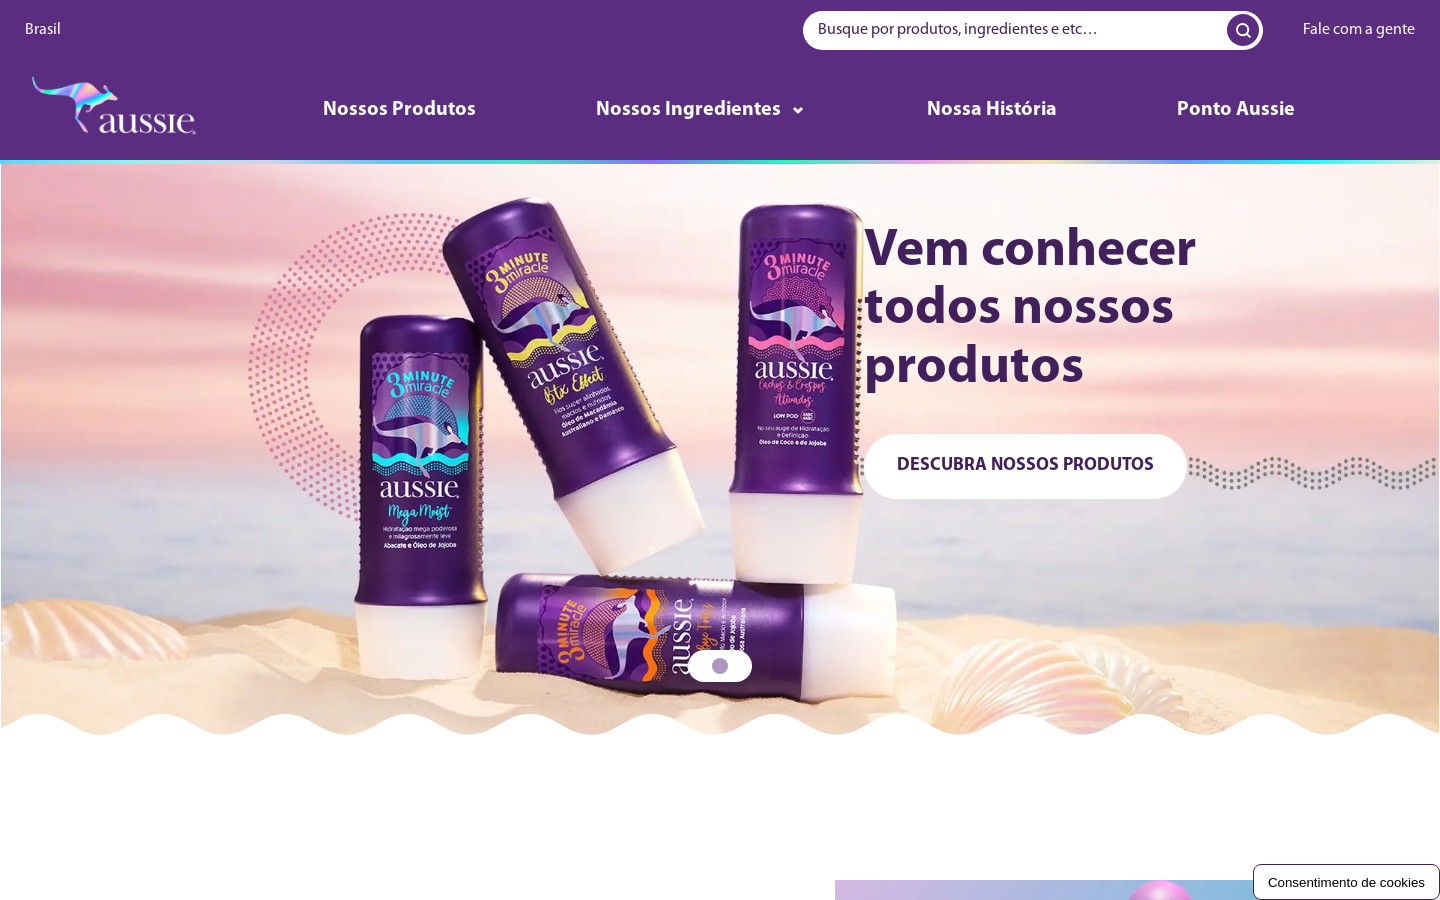 Brasil
Busque por produtos, ingredientes e etc…
Fale com a gente
aussie
Nossos Produtos
Nossos Ingredientes
Nossa História
Ponto Aussie
Vem conhecer
todos nossos
produtos
DESCUBRA NOSSOS PRODUTOS
3 MINUTE
miracle
aussie
Mega Moist
Hidratação mega poderosa
e milagrosamente leve
Abacate e Óleo de Jojoba
3 MINUTE
miracle
aussie
Btx Effect
Fios super alinhados,
macios e nutridos
Óleo de Macadâmia
Australiano e Damasco
3 MINUTE
miracle
aussie
Cachos & Crespos
Ativados
LOW POO
No seu auge de Hidratação
e Definição
Óleo de Coco e de Jojoba
3 MINUTE
miracle
aussie
Consentimento de cookies